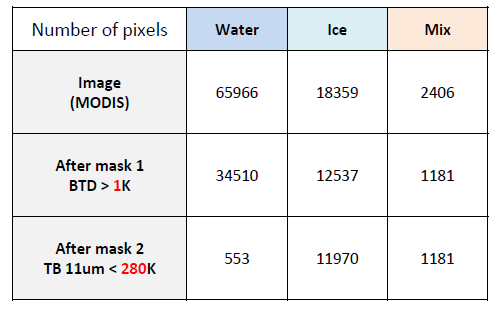 Number of pixels Water Ice Mix
Image
(MODIS) 65966 18359 2406
After mask 1
BTD > 1K 34510 12537 1181
After mask 2
TB 11um < 280K 553 11970 1181